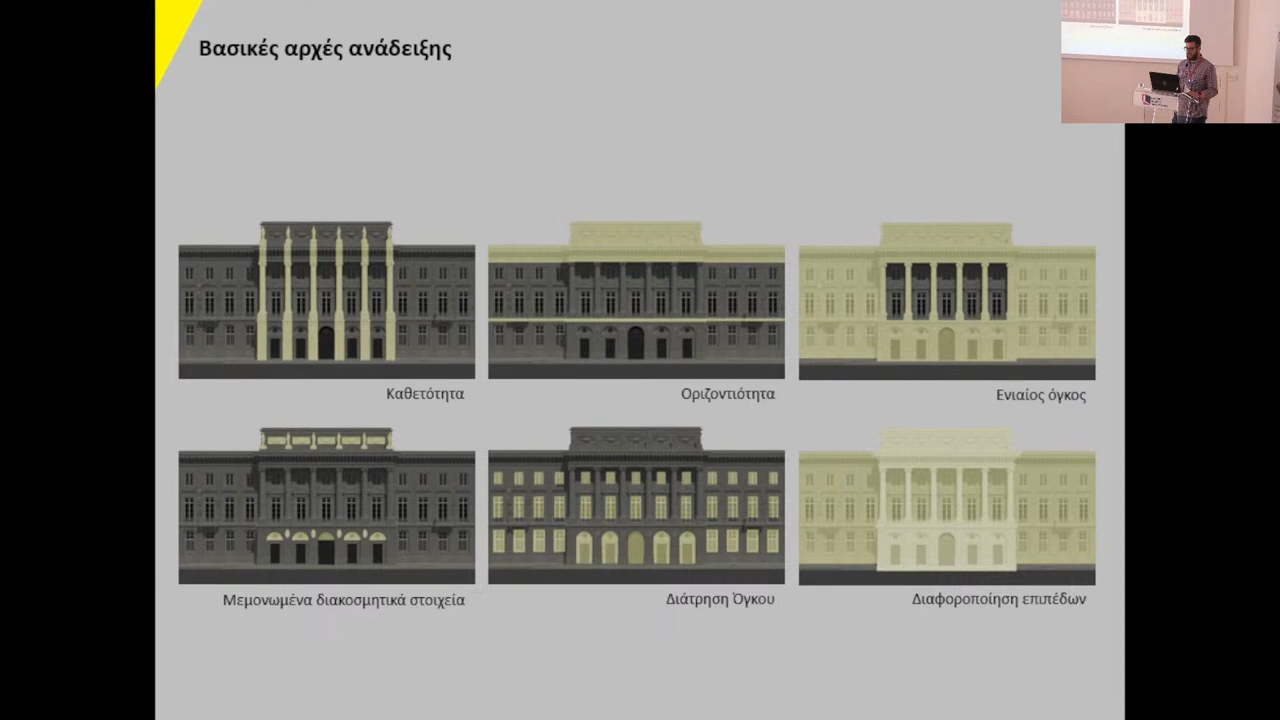 Βασικές αρχές ανάδειξης
Καθετότητα
Οριζοντιότητα
Ενιαίος όγκος
Μεμονωμένα διακοσμητικά στοιχεία
Διάτρηση Όγκου
Διαφοροποίηση επιπέδων